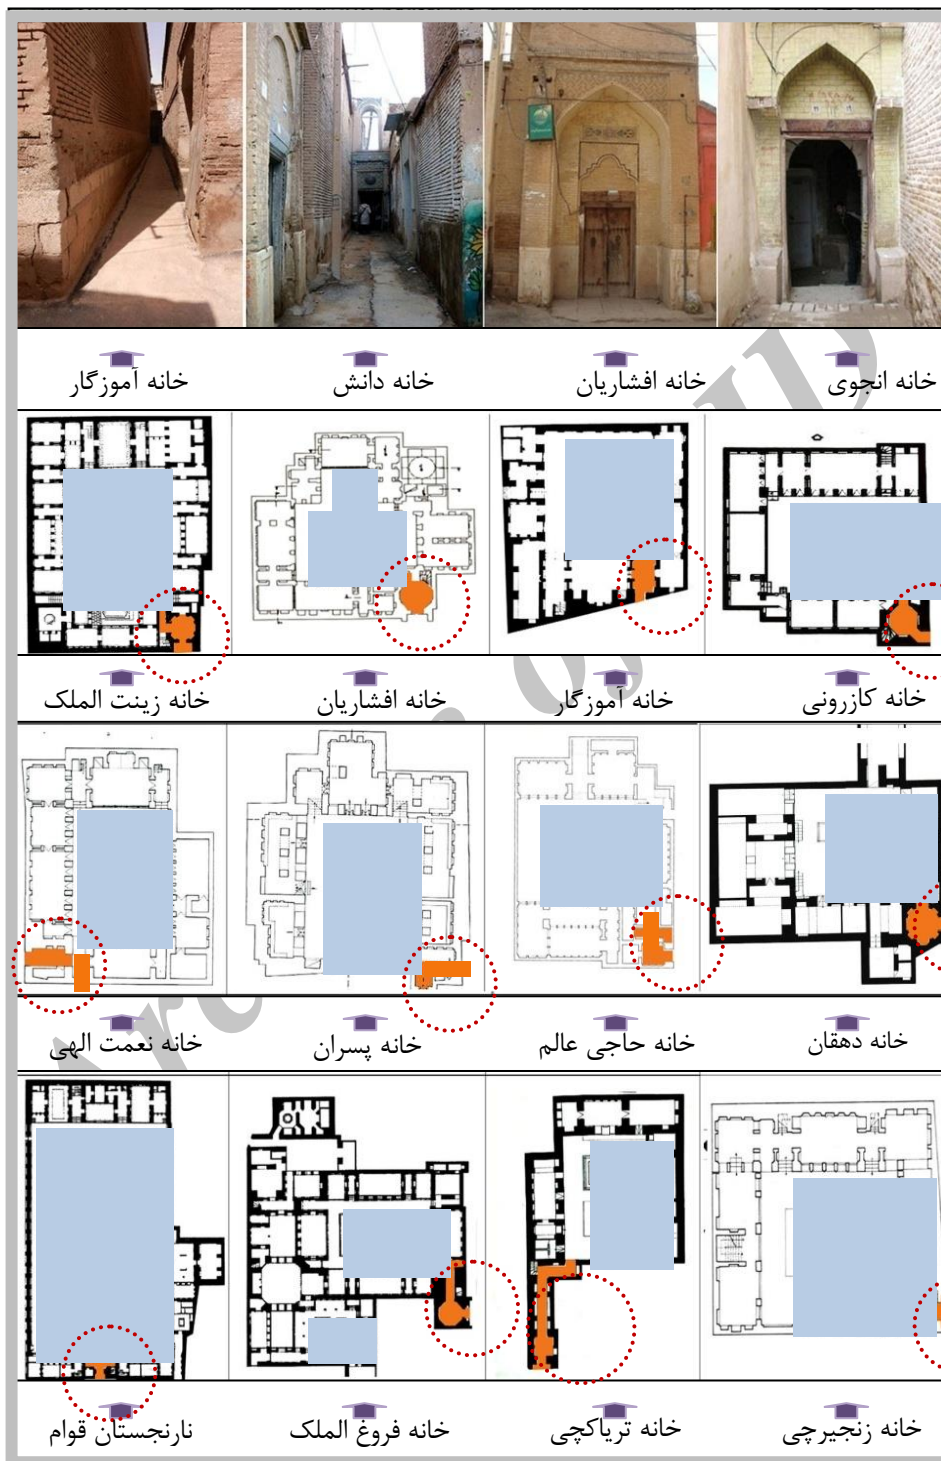 خانه انجوی
خانه افشاریان
خانه دانش
خانه آموزگار
خانه کازرونی
خانه آموزگار
خانه افشاریان
خانه زینت الملک
خانه دهقان
خانه حاجی عالم
خانه پسران
خانه نعمت الهی
خانه زنجیرچی
خانه تریاکچی
خانه فروغ الملک
نارنجستان قوام